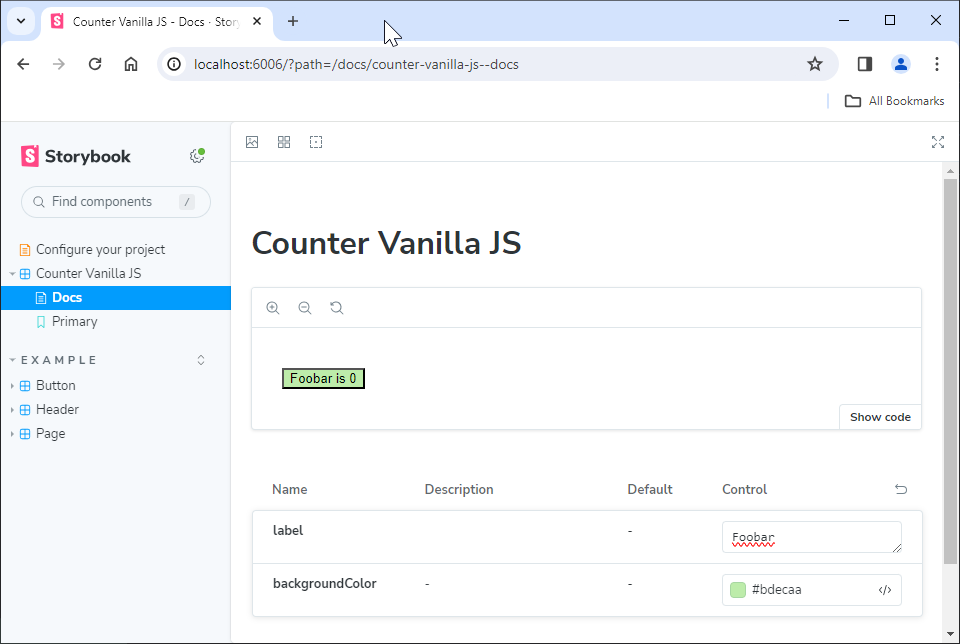 Counter Vanilla JS - Docs · Stor
localhost:6006/?path=/docs/counter-vanilla-js--docs
All Bookmarks
Storybook
Find components /
Configure your project
Counter Vanilla JS
Docs
Primary
EXAMPLE
Button
Header
Page
Counter Vanilla JS
Foobar is 0
Show code
Name Description Default Control
label - Foobar
backgroundColor - - #bdecaa </>